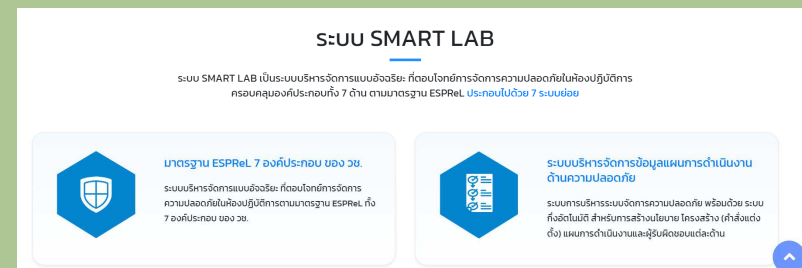 ระบบ SMART LAB
ระบบ SMART LAB เป็นระบบบริหารจัดการแบบอัจฉริยะ ที่ตอบโจทย์การจัดการความปลอดภัยในห้องปฏิบัติการ
ครอบคลุมองค์ประกอบทั้ง 7 ด้าน ตามมาตรฐาน ESPReL ประกอบไปด้วย 7 ระบบย่อย
มาตรฐาน ESPReL 7 องค์ประกอบ ของ วช.
ระบบบริหารจัดการแบบอัจฉริยะ ที่ตอบโจทย์การจัดการ
ความปลอดภัยในห้องปฏิบัติการตามมาตรฐาน ESPReL ทั้ง
7 องค์ประกอบ ของ วช.
ระบบบริหารจัดการข้อมูลแผนการดำเนินงาน
ด้านความปลอดภัย
ระบบการบริหารระบบจัดการความปลอดภัย พร้อมด้วย ระบบ
กึ่งอัตโนมัติ สำหรับการสร้างนโยบาย โครงสร้าง (คำสั่งแต่ง
ตั้ง) แผนการดำเนินงานและผู้รับผิดชอบแต่ละด้าน